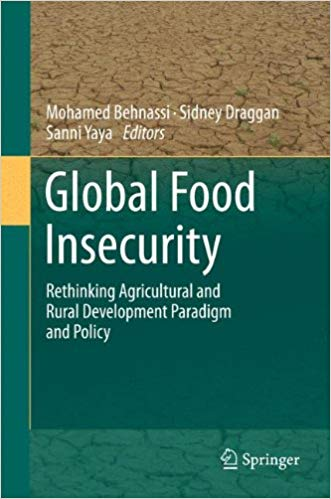 Mohamed Behnassi · Sidney Draggan
Sanni Yaya Editors
Global Food
Insecurity
Rethinking Agricultural and
Rural Development Paradigm
and Policy
Springer